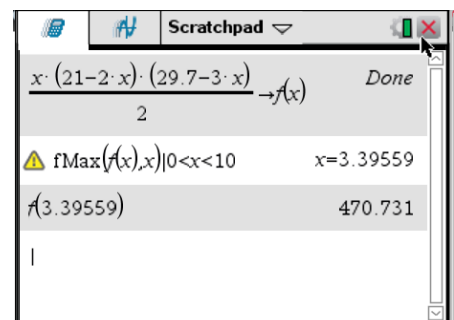 Scratchpad
x·(21−2·x)·(29.7−3·x)/2→f(x) Done
fMax(f(x),x)|0<x<10 x=3.39559
f(3.39559) 470.731